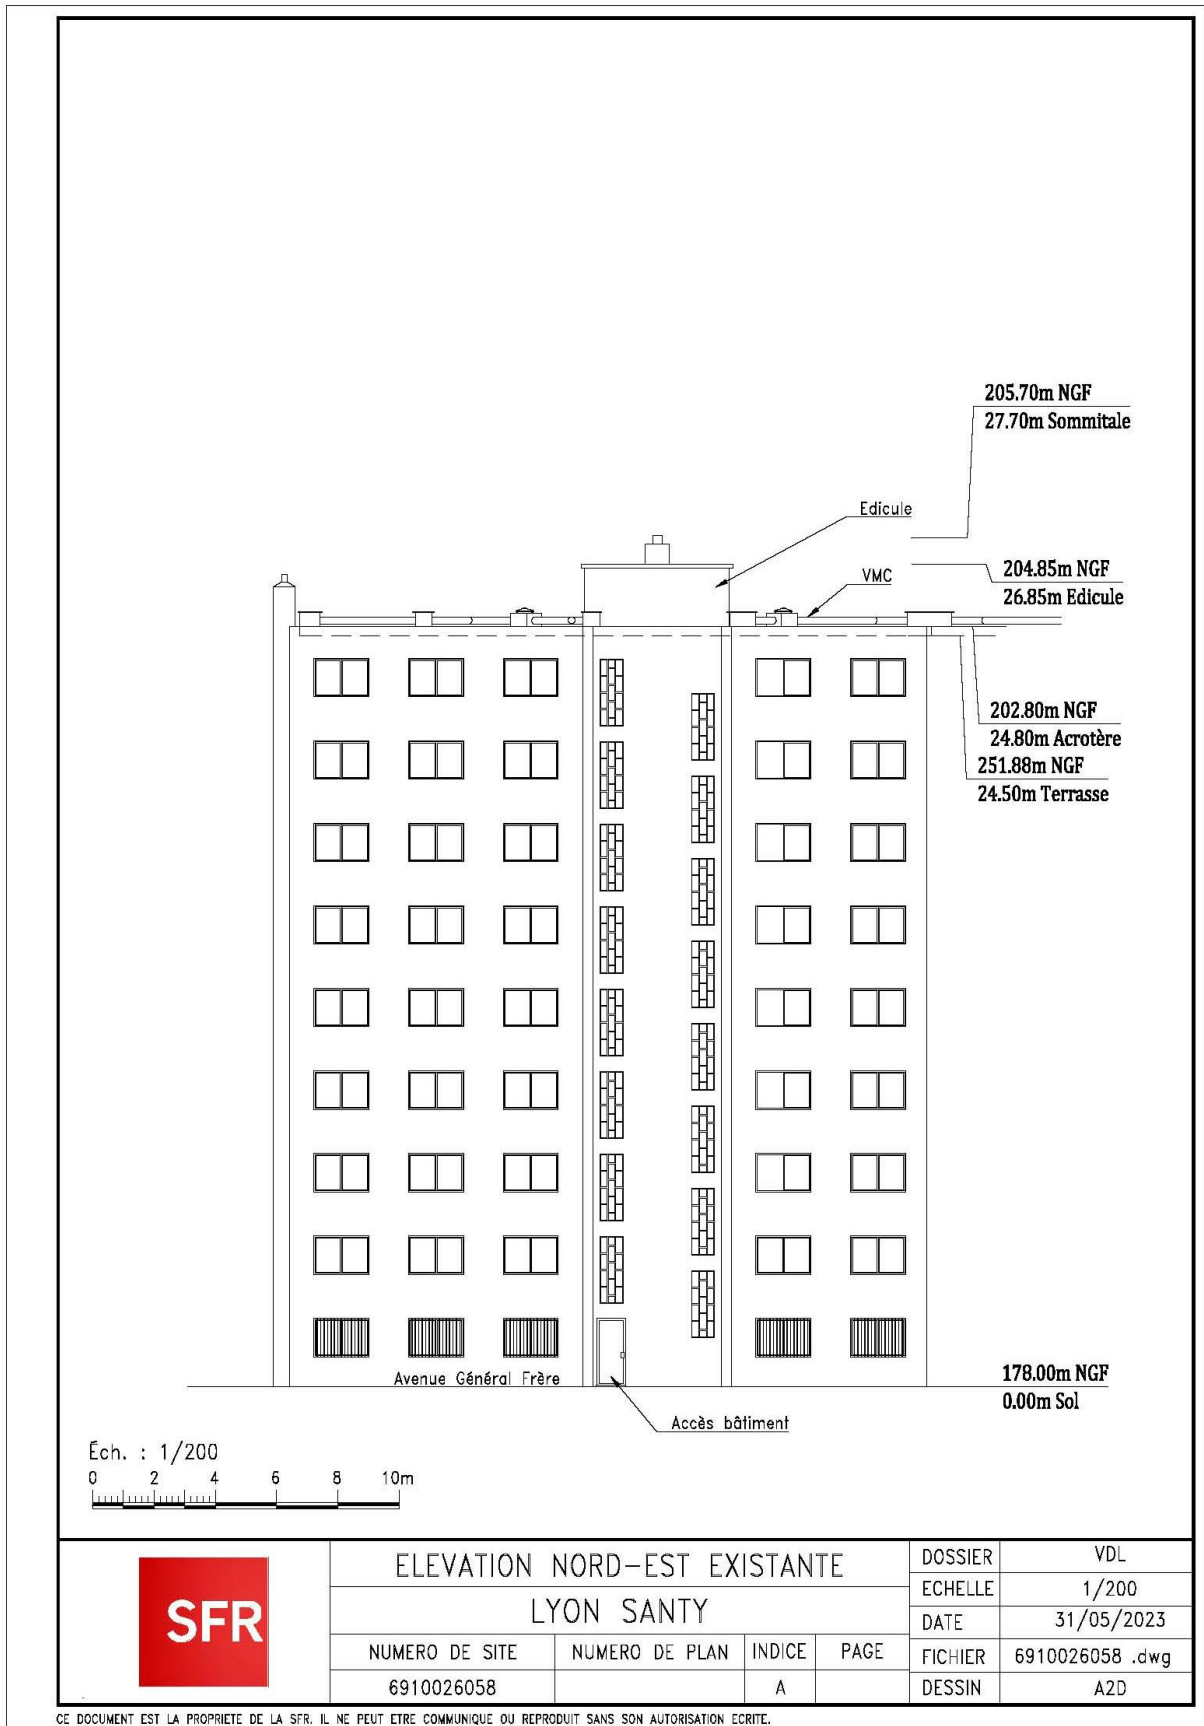 205.70m NGF
27.70m Sommitale
Edicule
VMC
204.85m NGF
26.85m Edicule
202.80m NGF
24.80m Acrotère
251.88m NGF
24.50m Terrasse
Avenue Général Frère
178.00m NGF
0.00m Sol
Accès bâtiment
Éch. : 1/200
0 2 4 6 8 10m
SFR
ELEVATION NORD-EST EXISTANTE
LYON SANTY
NUMERO DE SITE NUMERO DE PLAN INDICE PAGE
6910026058 A
DOSSIER VDL
ECHELLE 1/200
DATE 31/05/2023
FICHIER 6910026058 .dwg
DESSIN A2D
CE DOCUMENT EST LA PROPRIETE DE LA SFR. IL NE PEUT ETRE COMMUNIQUE OU REPRODUIT SANS SON AUTORISATION ECRITE.